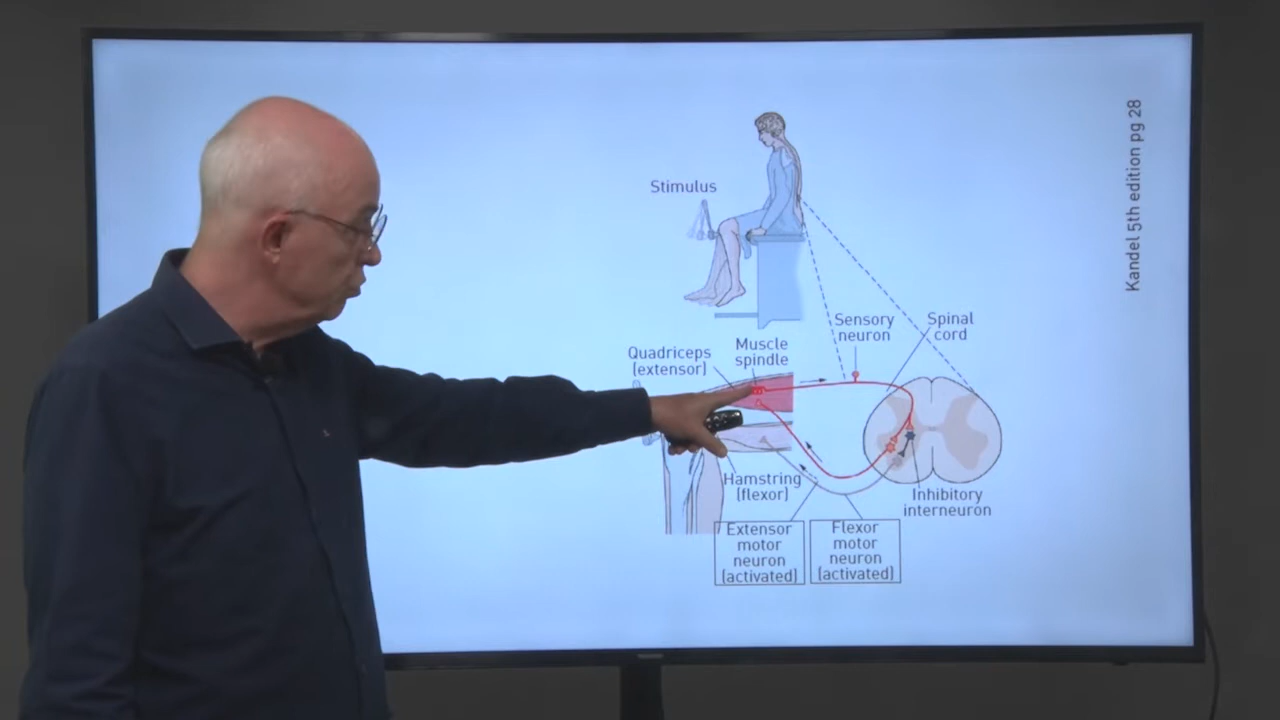 Kandel 5th edition pg 28
Stimulus
Sensory
neuron
Spinal
cord
Quadriceps
(extensor)
Muscle
spindle
Hamstring
(flexor)
Inhibitory
interneuron
Extensor
motor
neuron
(activated)
Flexor
motor
neuron
(activated)